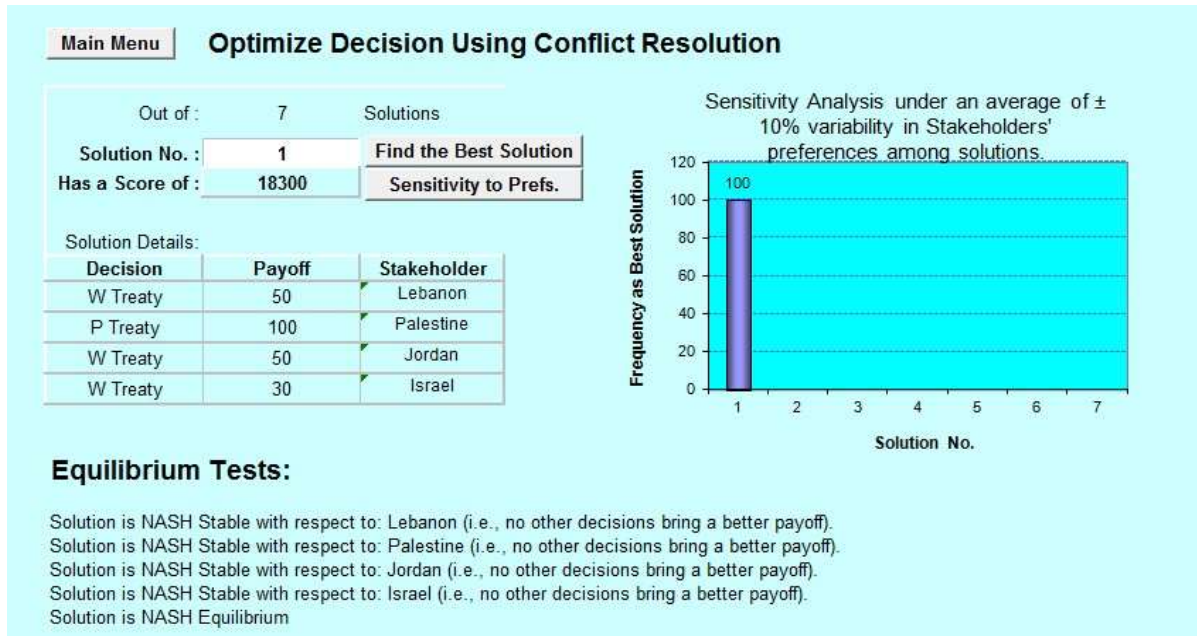 Main Menu
Optimize Decision Using Conflict Resolution
Out of : 7 Solutions
Solution No. : 1 Find the Best Solution
Has a Score of : 18300 Sensitivity to Prefs.
Solution Details:
Decision Payoff Stakeholder
W Treaty 50 Lebanon
P Treaty 100 Palestine
W Treaty 50 Jordan
W Treaty 30 Israel
Sensitivity Analysis under an average of ±
10% variability in Stakeholders'
preferences among solutions.
Frequency as Best Solution
120
100
80
60
40
20
0
100
1 2 3 4 5 6 7
Solution No.
Equilibrium Tests:
Solution is NASH Stable with respect to: Lebanon (i.e., no other decisions bring a better payoff).
Solution is NASH Stable with respect to: Palestine (i.e., no other decisions bring a better payoff).
Solution is NASH Stable with respect to: Jordan (i.e., no other decisions bring a better payoff).
Solution is NASH Stable with respect to: Israel (i.e., no other decisions bring a better payoff).
Solution is NASH Equilibrium